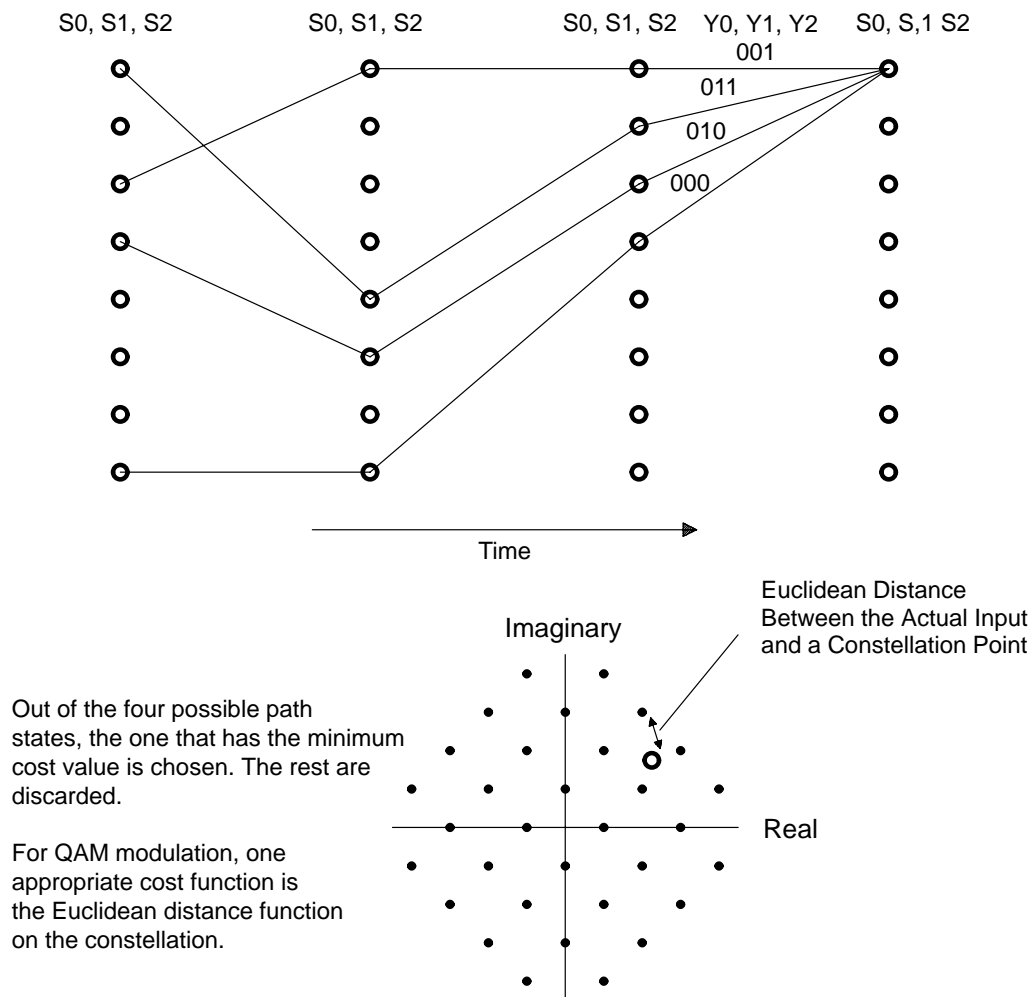 S0, S1, S2 S0, S1, S2 S0, S1, S2 Y0, Y1, Y2 S0, S,1 S2
001
011
010
000
Time
Euclidean Distance
Between the Actual Input
and a Constellation Point
Imaginary
Out of the four possible path
states, the one that has the minimum
cost value is chosen. The rest are
discarded.
Real
For QAM modulation, one
appropriate cost function is
the Euclidean distance function
on the constellation.